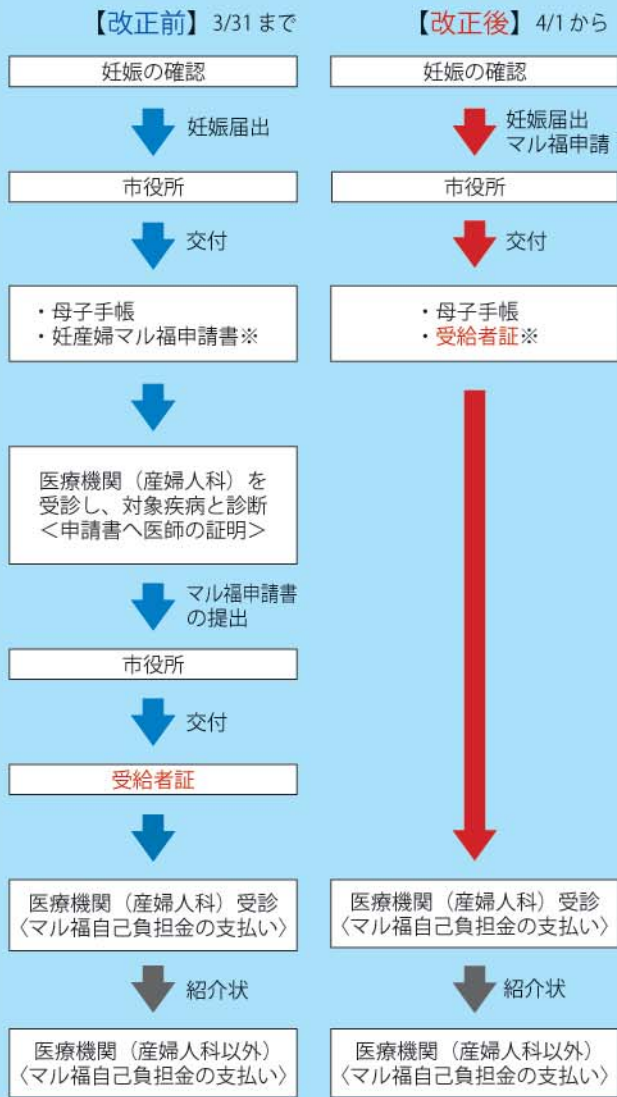 【改正前】3/31 まで
妊娠の確認
妊娠届出
市役所
交付
・母子手帳
・妊産婦マル福申請書※
医療機関（産婦人科）を
受診し、対象疾病と診断
＜申請書へ医師の証明＞
マル福申請書
の提出
市役所
交付
受給者証
医療機関（産婦人科）受診
〈マル福自己負担金の支払い〉
紹介状
医療機関（産婦人科以外）
〈マル福自己負担金の支払い〉
【改正後】4/1 から
妊娠の確認
妊娠届出
マル福申請
市役所
交付
・母子手帳
・受給者証※
医療機関（産婦人科）受診
〈マル福自己負担金の支払い〉
紹介状
医療機関（産婦人科以外）
〈マル福自己負担金の支払い〉